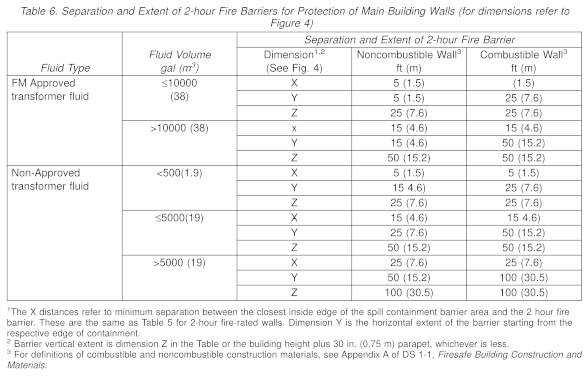 Table 6. Separation and Extent of 2-hour Fire Barriers for Protection of Main Building Walls (for dimensions refer to
Figure 4)
Separation and Extent of 2-hour Fire Barrier
Fluid Type Fluid Volume gal (m3) Dimension1,2 (See Fig. 4) Noncombustible Wall3 ft (m) Combustible Wall3 ft (m)
FM Approved transformer fluid ≤10000 (38) X 5 (1.5) (1.5)
Y 5 (1.5) 25 (7.6)
Z 25 (7.6) 25 (7.6)
>10000 (38) x 15 (4.6) 15 (4.6)
Y 15 (4.6) 50 (15.2)
Z 50 (15.2) 50 (15.2)
Non-Approved transformer fluid <500(1.9) X 5 (1.5) 5 (1.5)
Y 15 4.6) 25 (7.6)
Z 25 (7.6) 25 (7.6)
≤5000(19) X 15 (4.6) 15 4.6)
Y 25 (7.6) 50 (15.2)
Z 50 (15.2) 50 (15.2)
>5000 (19) X 25 (7.6) 25 (7.6)
Y 50 (15.2) 100 (30.5)
Z 100 (30.5) 100 (30.5)
1The X distances refer to minimum separation between the closest inside edge of the spill containment barrier area and the 2 hour fire
barrier. These are the same as Table 5 for 2-hour fire-rated walls. Dimension Y is the horizontal extent of the barrier starting from the
respective edge of containment.
2 Barrier vertical extent is dimension Z in the Table or the building height plus 30 in. (0.75 m) parapet, whichever is less.
3 For definitions of combustible and noncombustible construction materials, see Appendix A of DS 1-1, Firesafe Building Construction and
Materials.